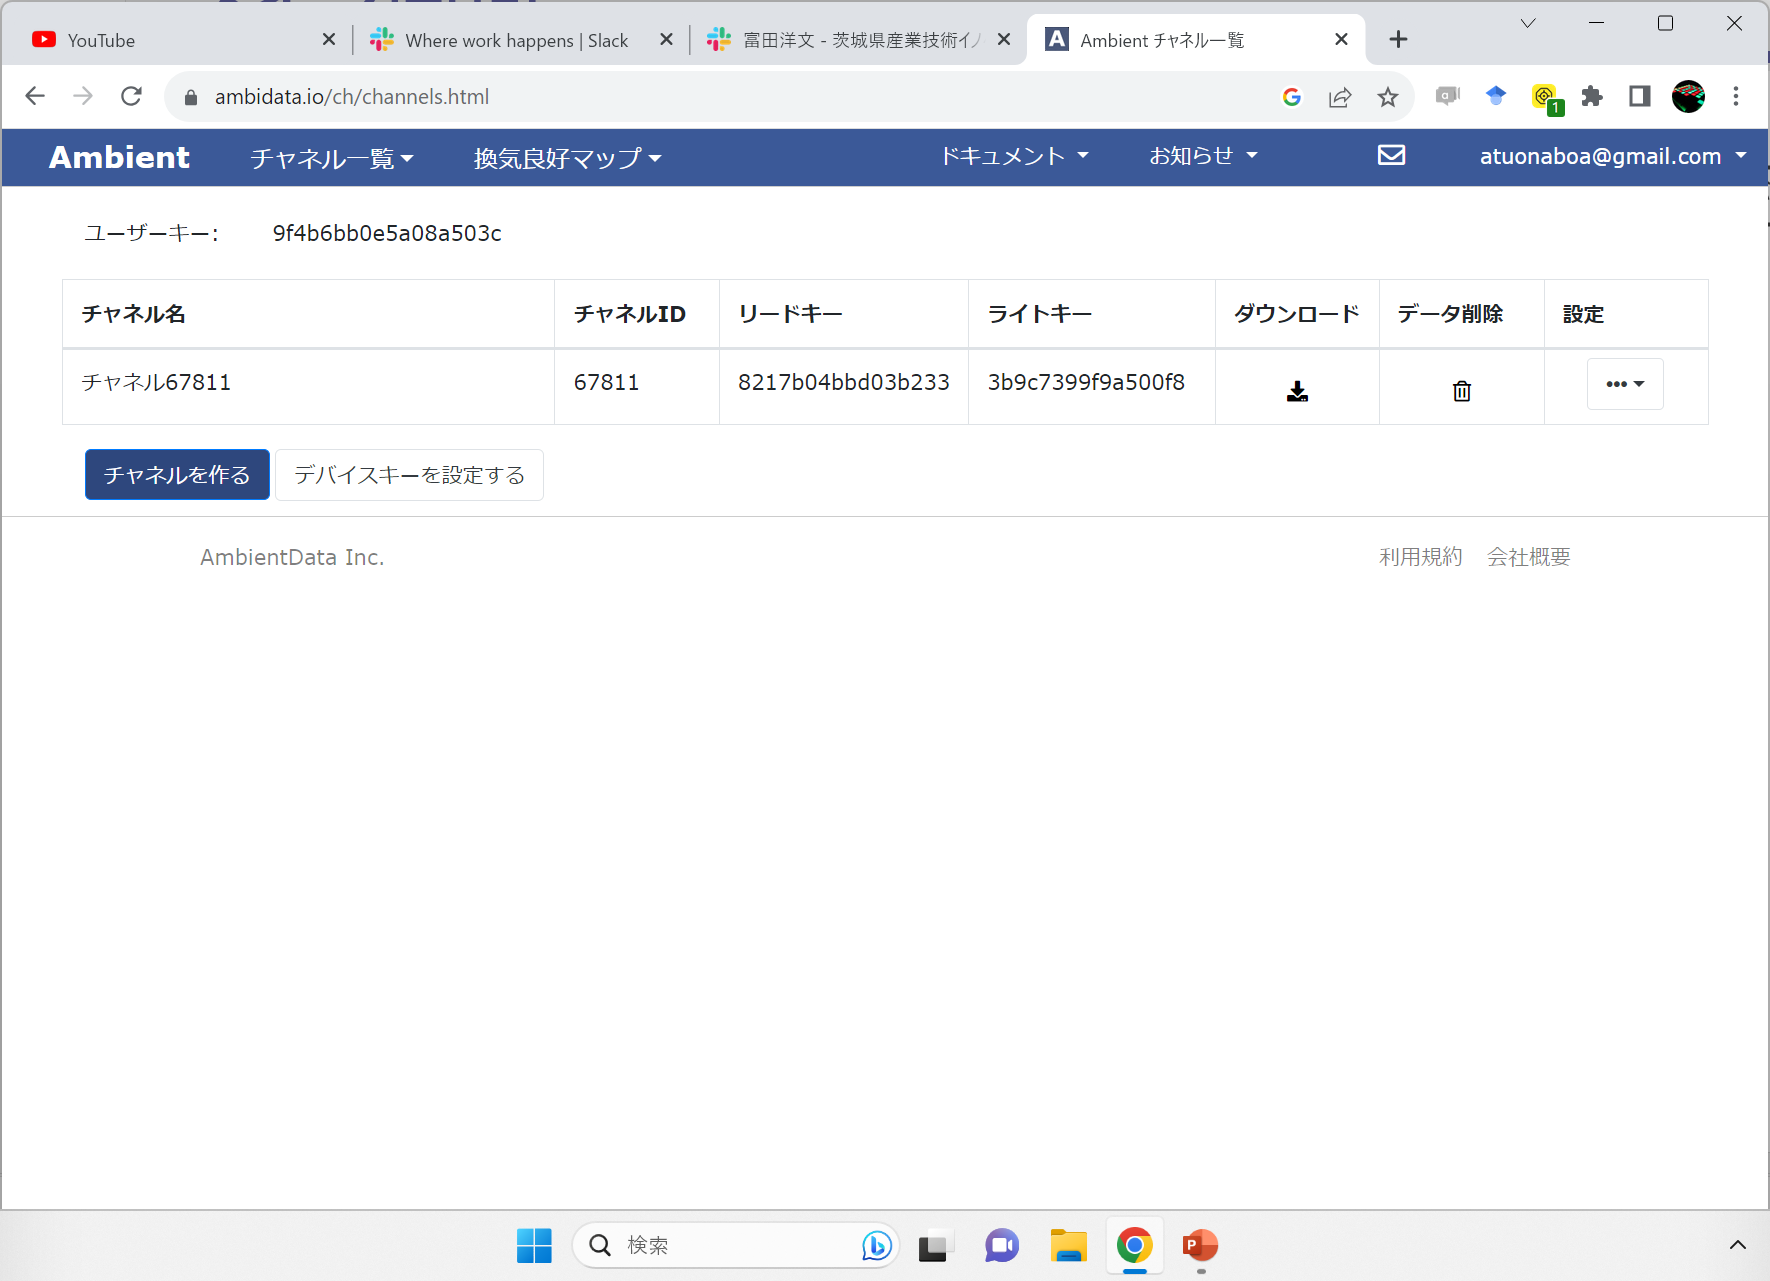 YouTube
Where work happens | Slack
富田洋文 - 茨城県産業技術イノ
Ambient チャネル一覧
ambidata.io/ch/channels.html
1
Ambient
チャネル一覧
換気良好マップ
ドキュメント
お知らせ
atuonaboa@gmail.com
ユーザーキー: 9f4b6bb0e5a08a503c
チャネル名 チャネルID リードキー ライトキー ダウンロード データ削除 設定
チャネル67811 67811 8217b04bbd03b233 3b9c7399f9a500f8
チャネルを作る デバイスキーを設定する
AmbientData Inc.
利用規約 会社概要
検索